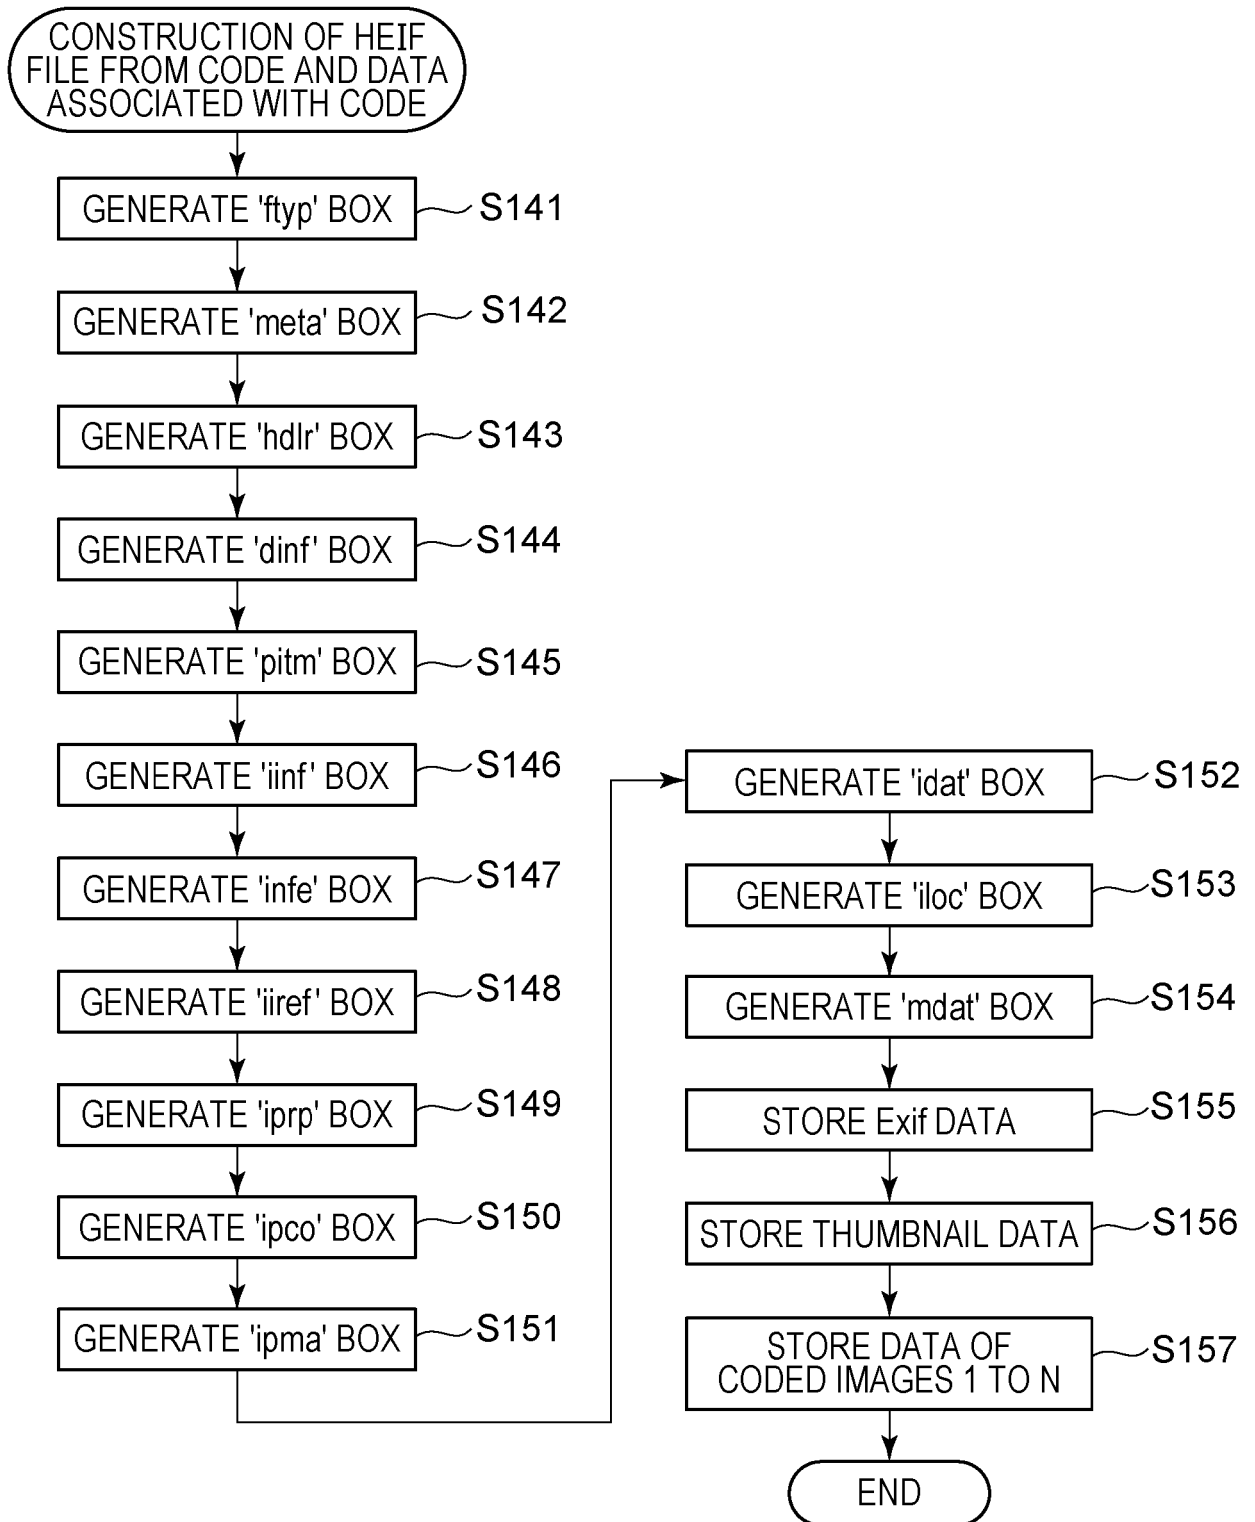 CONSTRUCTION OF HEIF
FILE FROM CODE AND DATA
ASSOCIATED WITH CODE
GENERATE 'ftyp' BOX
S141
GENERATE 'meta' BOX
S142
GENERATE 'hdlr' BOX
S143
GENERATE 'dinf' BOX
S144
GENERATE 'pitm' BOX
S145
GENERATE 'iinf' BOX
S146
GENERATE 'infe' BOX
S147
GENERATE 'iiref' BOX
S148
GENERATE 'iprp' BOX
S149
GENERATE 'ipco' BOX
S150
GENERATE 'ipma' BOX
S151
GENERATE 'idat' BOX
S152
GENERATE 'iloc' BOX
S153
GENERATE 'mdat' BOX
S154
STORE Exif DATA
S155
STORE THUMBNAIL DATA
S156
STORE DATA OF
CODED IMAGES 1 TO N
S157
END